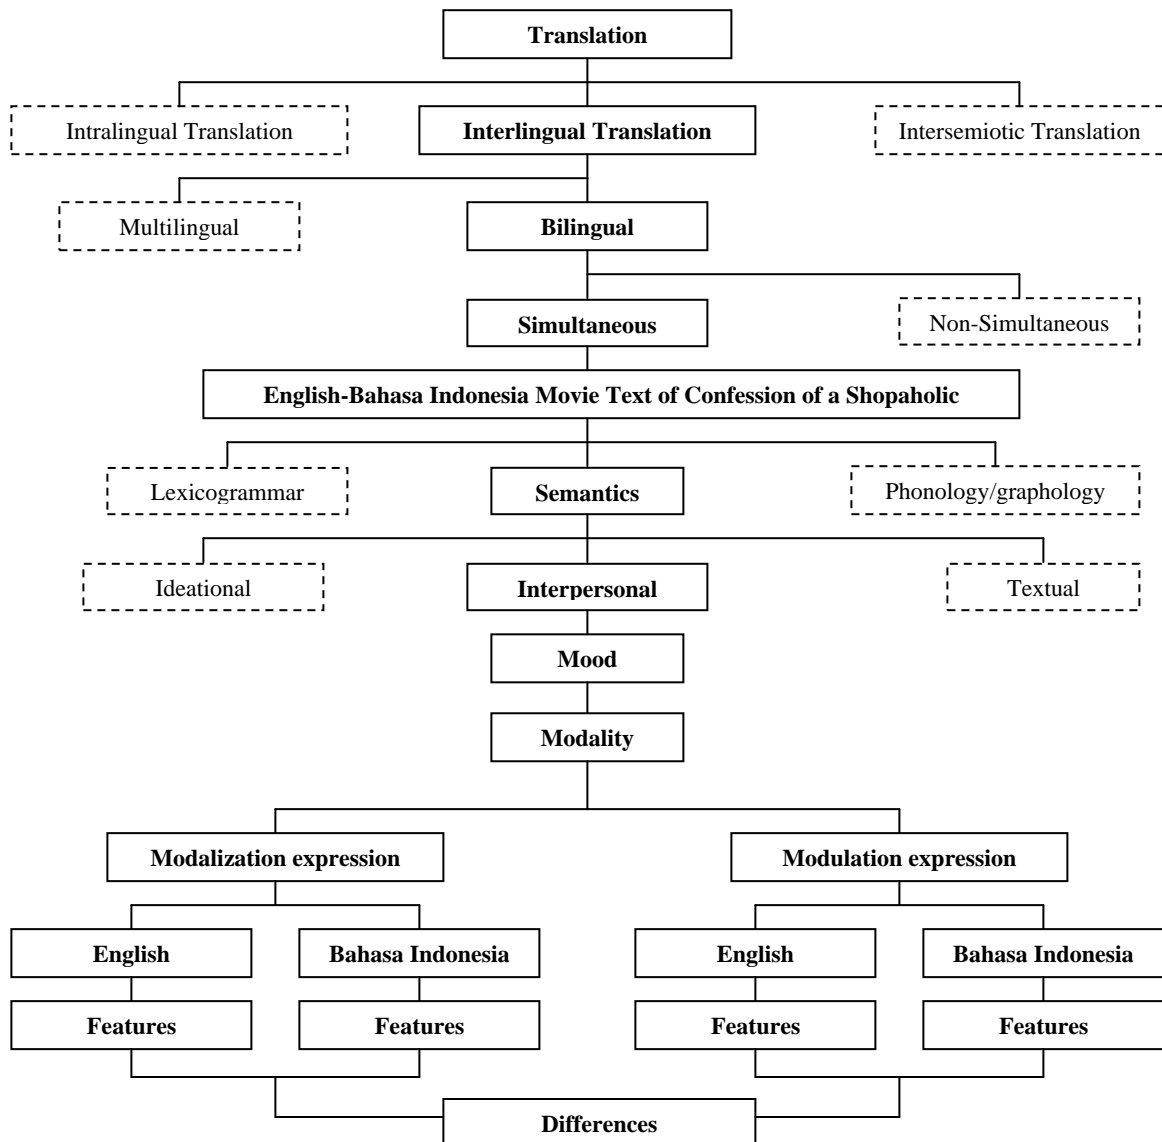 Translation
Intralingual Translation
Interlingual Translation
Intersemiotic Translation
Multilingual
Bilingual
Simultaneous
Non-Simultaneous
English-Bahasa Indonesia Movie Text of Confession of a Shopaholic
Lexicogrammar
Semantics
Phonology/graphology
Ideational
Interpersonal
Textual
Mood
Modality
Modalization expression
Modulation expression
English
Bahasa Indonesia
English
Bahasa Indonesia
Features
Features
Features
Features
Differences